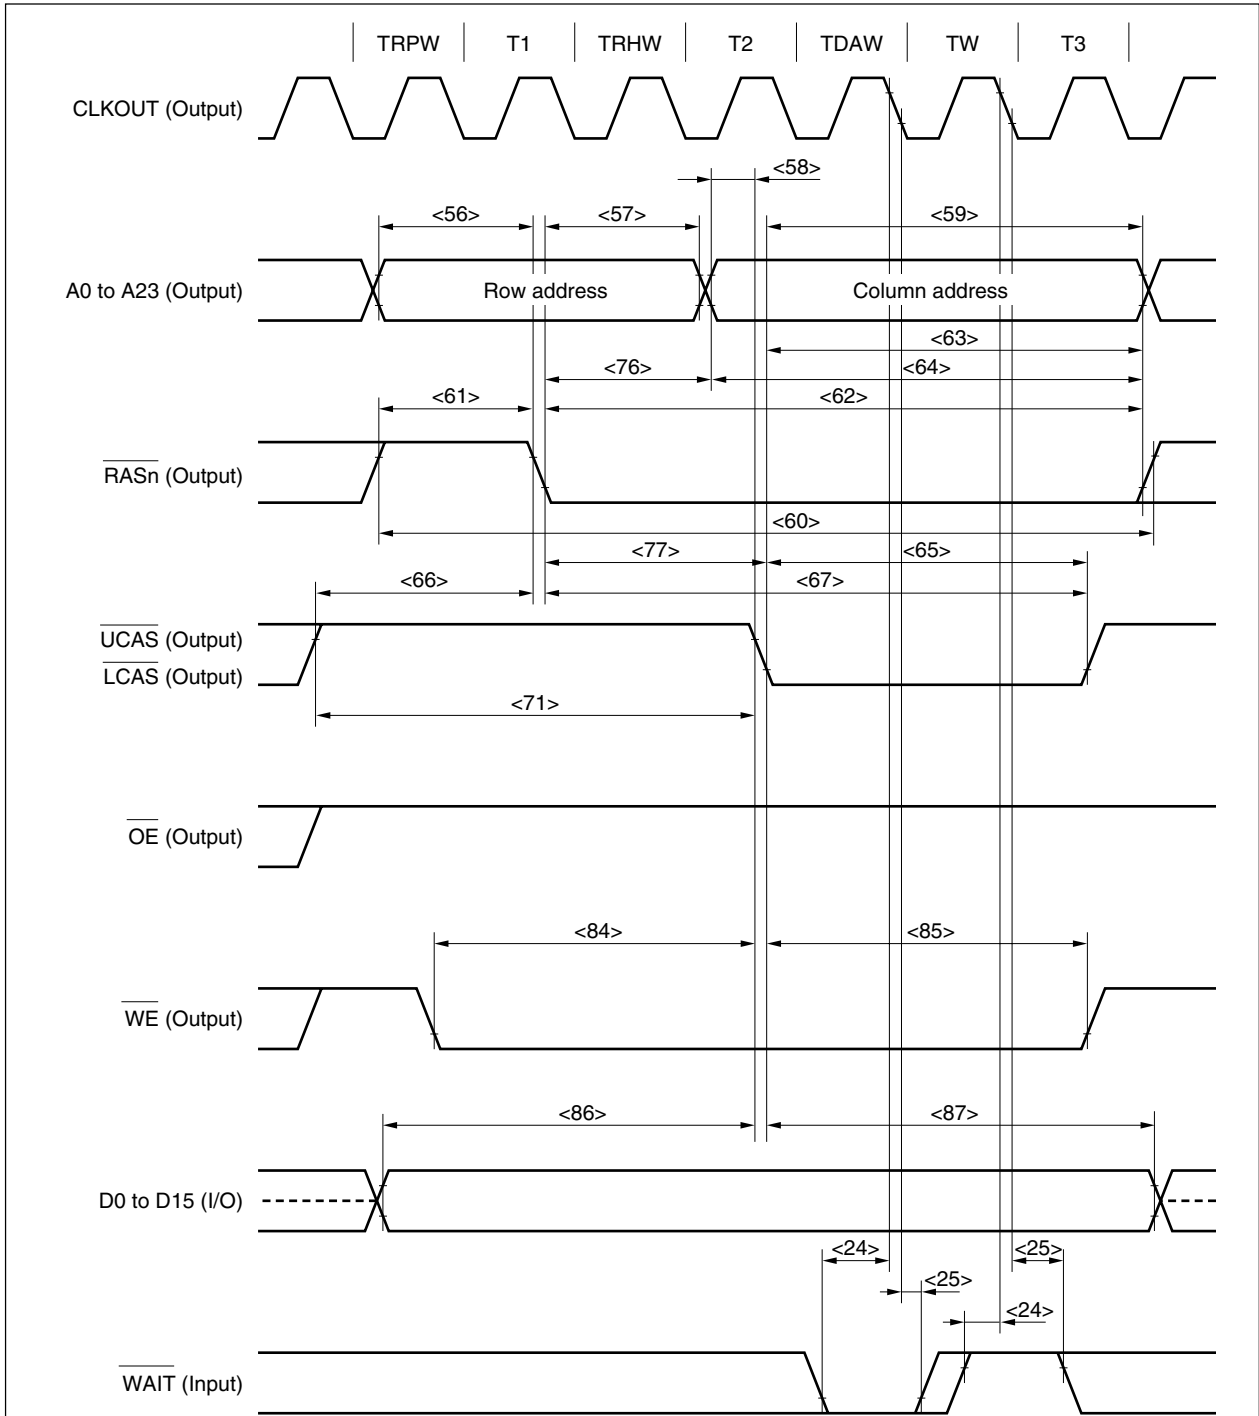 TRPW T1 TRHW T2 TDAW TW T3
CLKOUT (Output)
<58>
<56> <57> <59>
A0 to A23 (Output) Row address Column address
<63>
<76> <64>
<61> <62>
RASn (Output)
<60>
<77> <65>
<66> <67>
UCAS (Output)
LCAS (Output)
<71>
OE (Output)
<84> <85>
WE (Output)
<86> <87>
D0 to D15 (I/O)
<24> <25>
<25>
<24>
WAIT (Input)